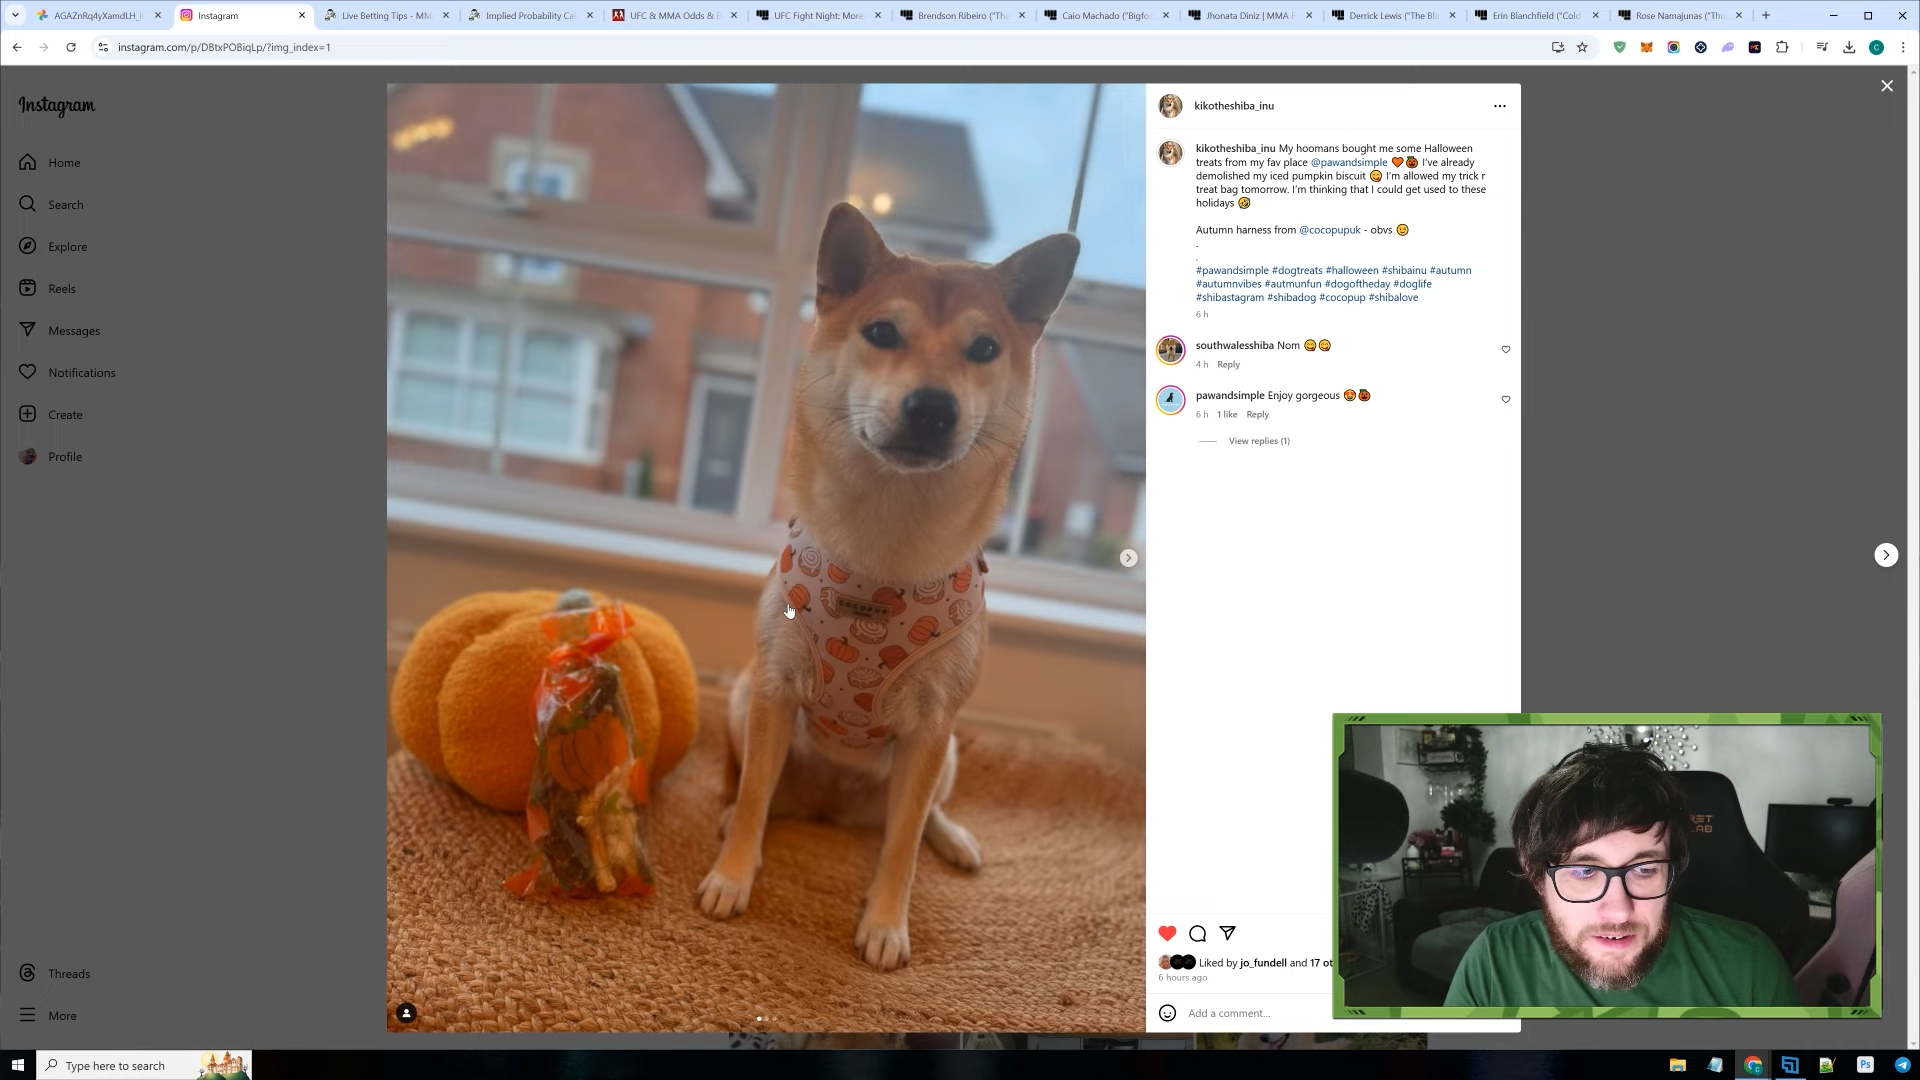 AGAZnRq4yXamdLH_i
Instagram
Live Betting Tips - MM
Implied Probability Ca
UFC & MMA Odds & B
UFC Fight Night: More
Brendson Ribeiro ("The
Caio Machado ("Bigfoo
Jhonata Diniz | MMA F
Derrick Lewis ("The Bla
Erin Blanchfield ("Cold
Rose Namajunas ("Thu
instagram.com/p/DBtxPOBiqLp/?img_index=1
Instagram
Home
Search
Explore
Reels
Messages
Notifications
Create
Profile
Threads
More
COCOPUP
kikotheshiba_inu
kikotheshiba_inu My hoomans bought me some Halloween
treats from my fav place @pawandsimple 🧡🎃 I've already
demolished my iced pumpkin biscuit 😋 I'm allowed my trick r
treat bag tomorrow. I'm thinking that I could get used to these
holidays 🤣
Autumn harness from @cocopupuk - obvs 😉
.
.
#pawandsimple #dogtreats #halloween #shibainu #autumn
#autumnvibes #autmunfun #dogoftheday #doglife
#shibastagram #shibadog #cocopup #shibalove
6 h
southwalesshiba Nom 😋😋
4 h Reply
pawandsimple Enjoy gorgeous 🤩🎃
6 h 1 like Reply
View replies (1)
Liked by jo_fundell and 17 ot
6 hours ago
Add a comment...
Type here to search